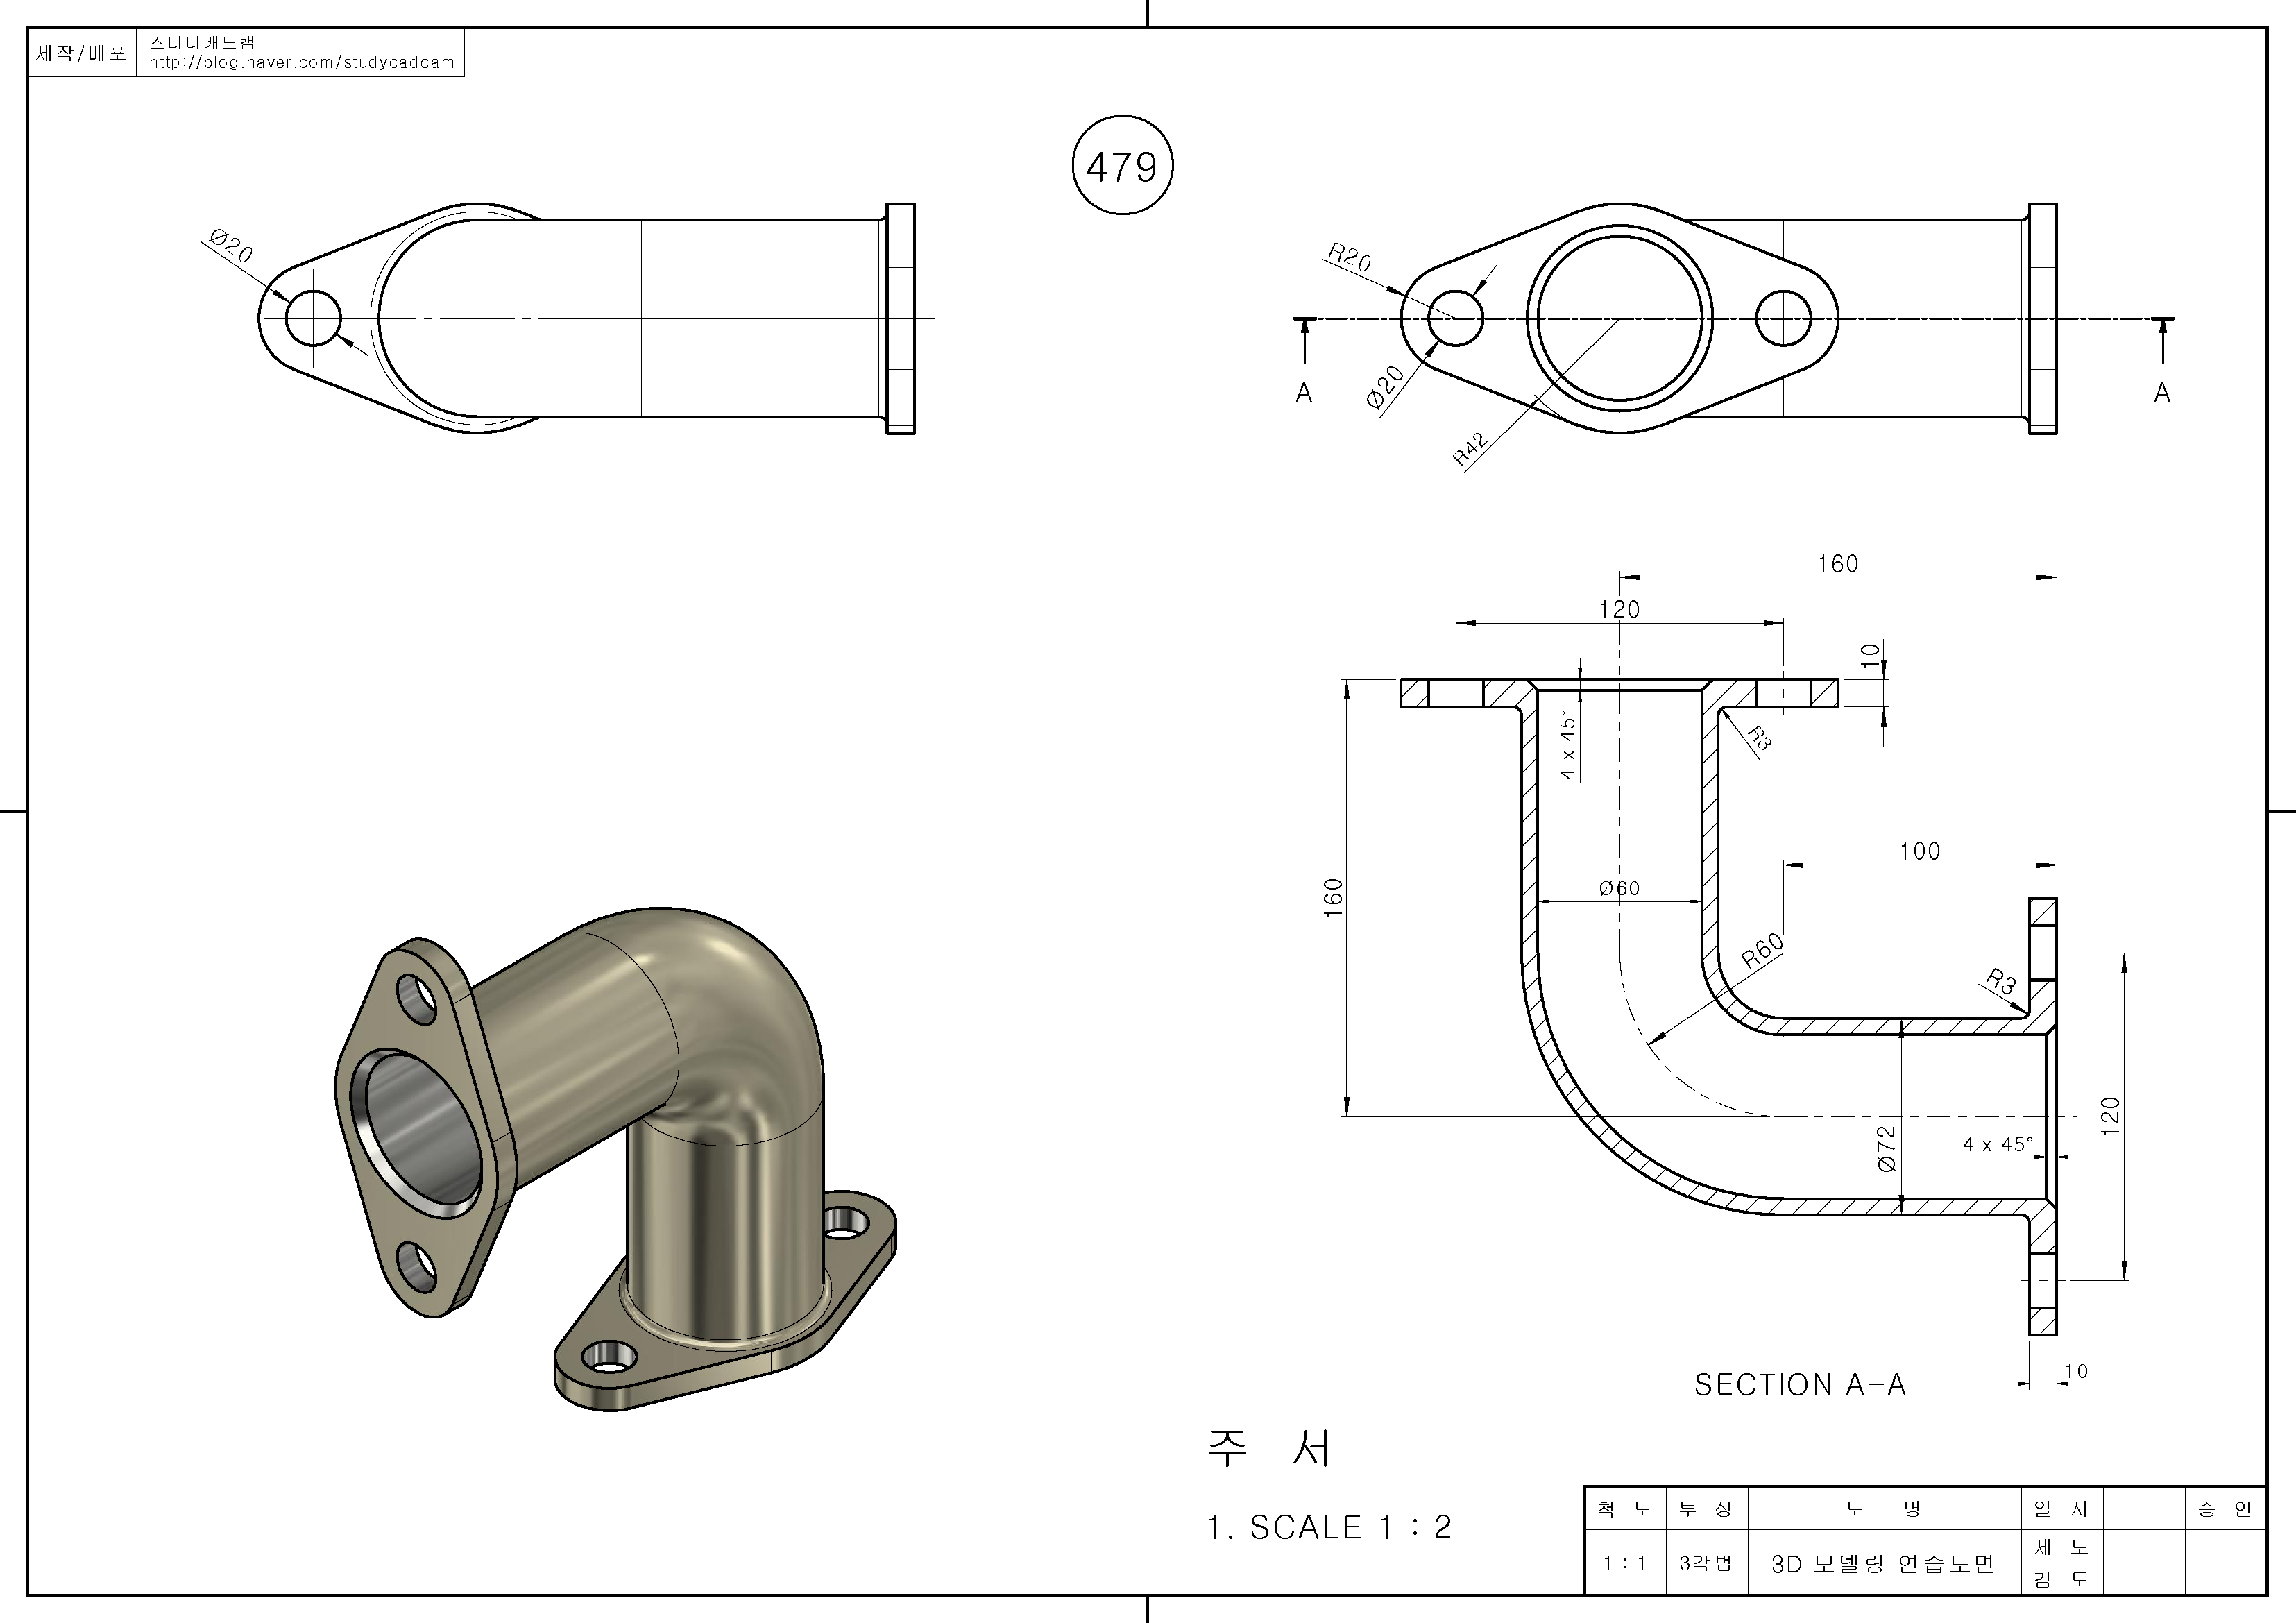 제작/배포
스터디캐드캠
http://blog.naver.com/studycadcam
479
Ø20
R20
Ø20
R42
A
A
160
120
10
4 x 45°
R3
100
160
Ø60
R60
R3
120
Ø72
4 x 45°
10
SECTION A-A
주 서
1. SCALE 1 : 2
척 도
투 상
도 명
일 시
승 인
1 : 1
3각법
3D 모델링 연습도면
제 도
검 도